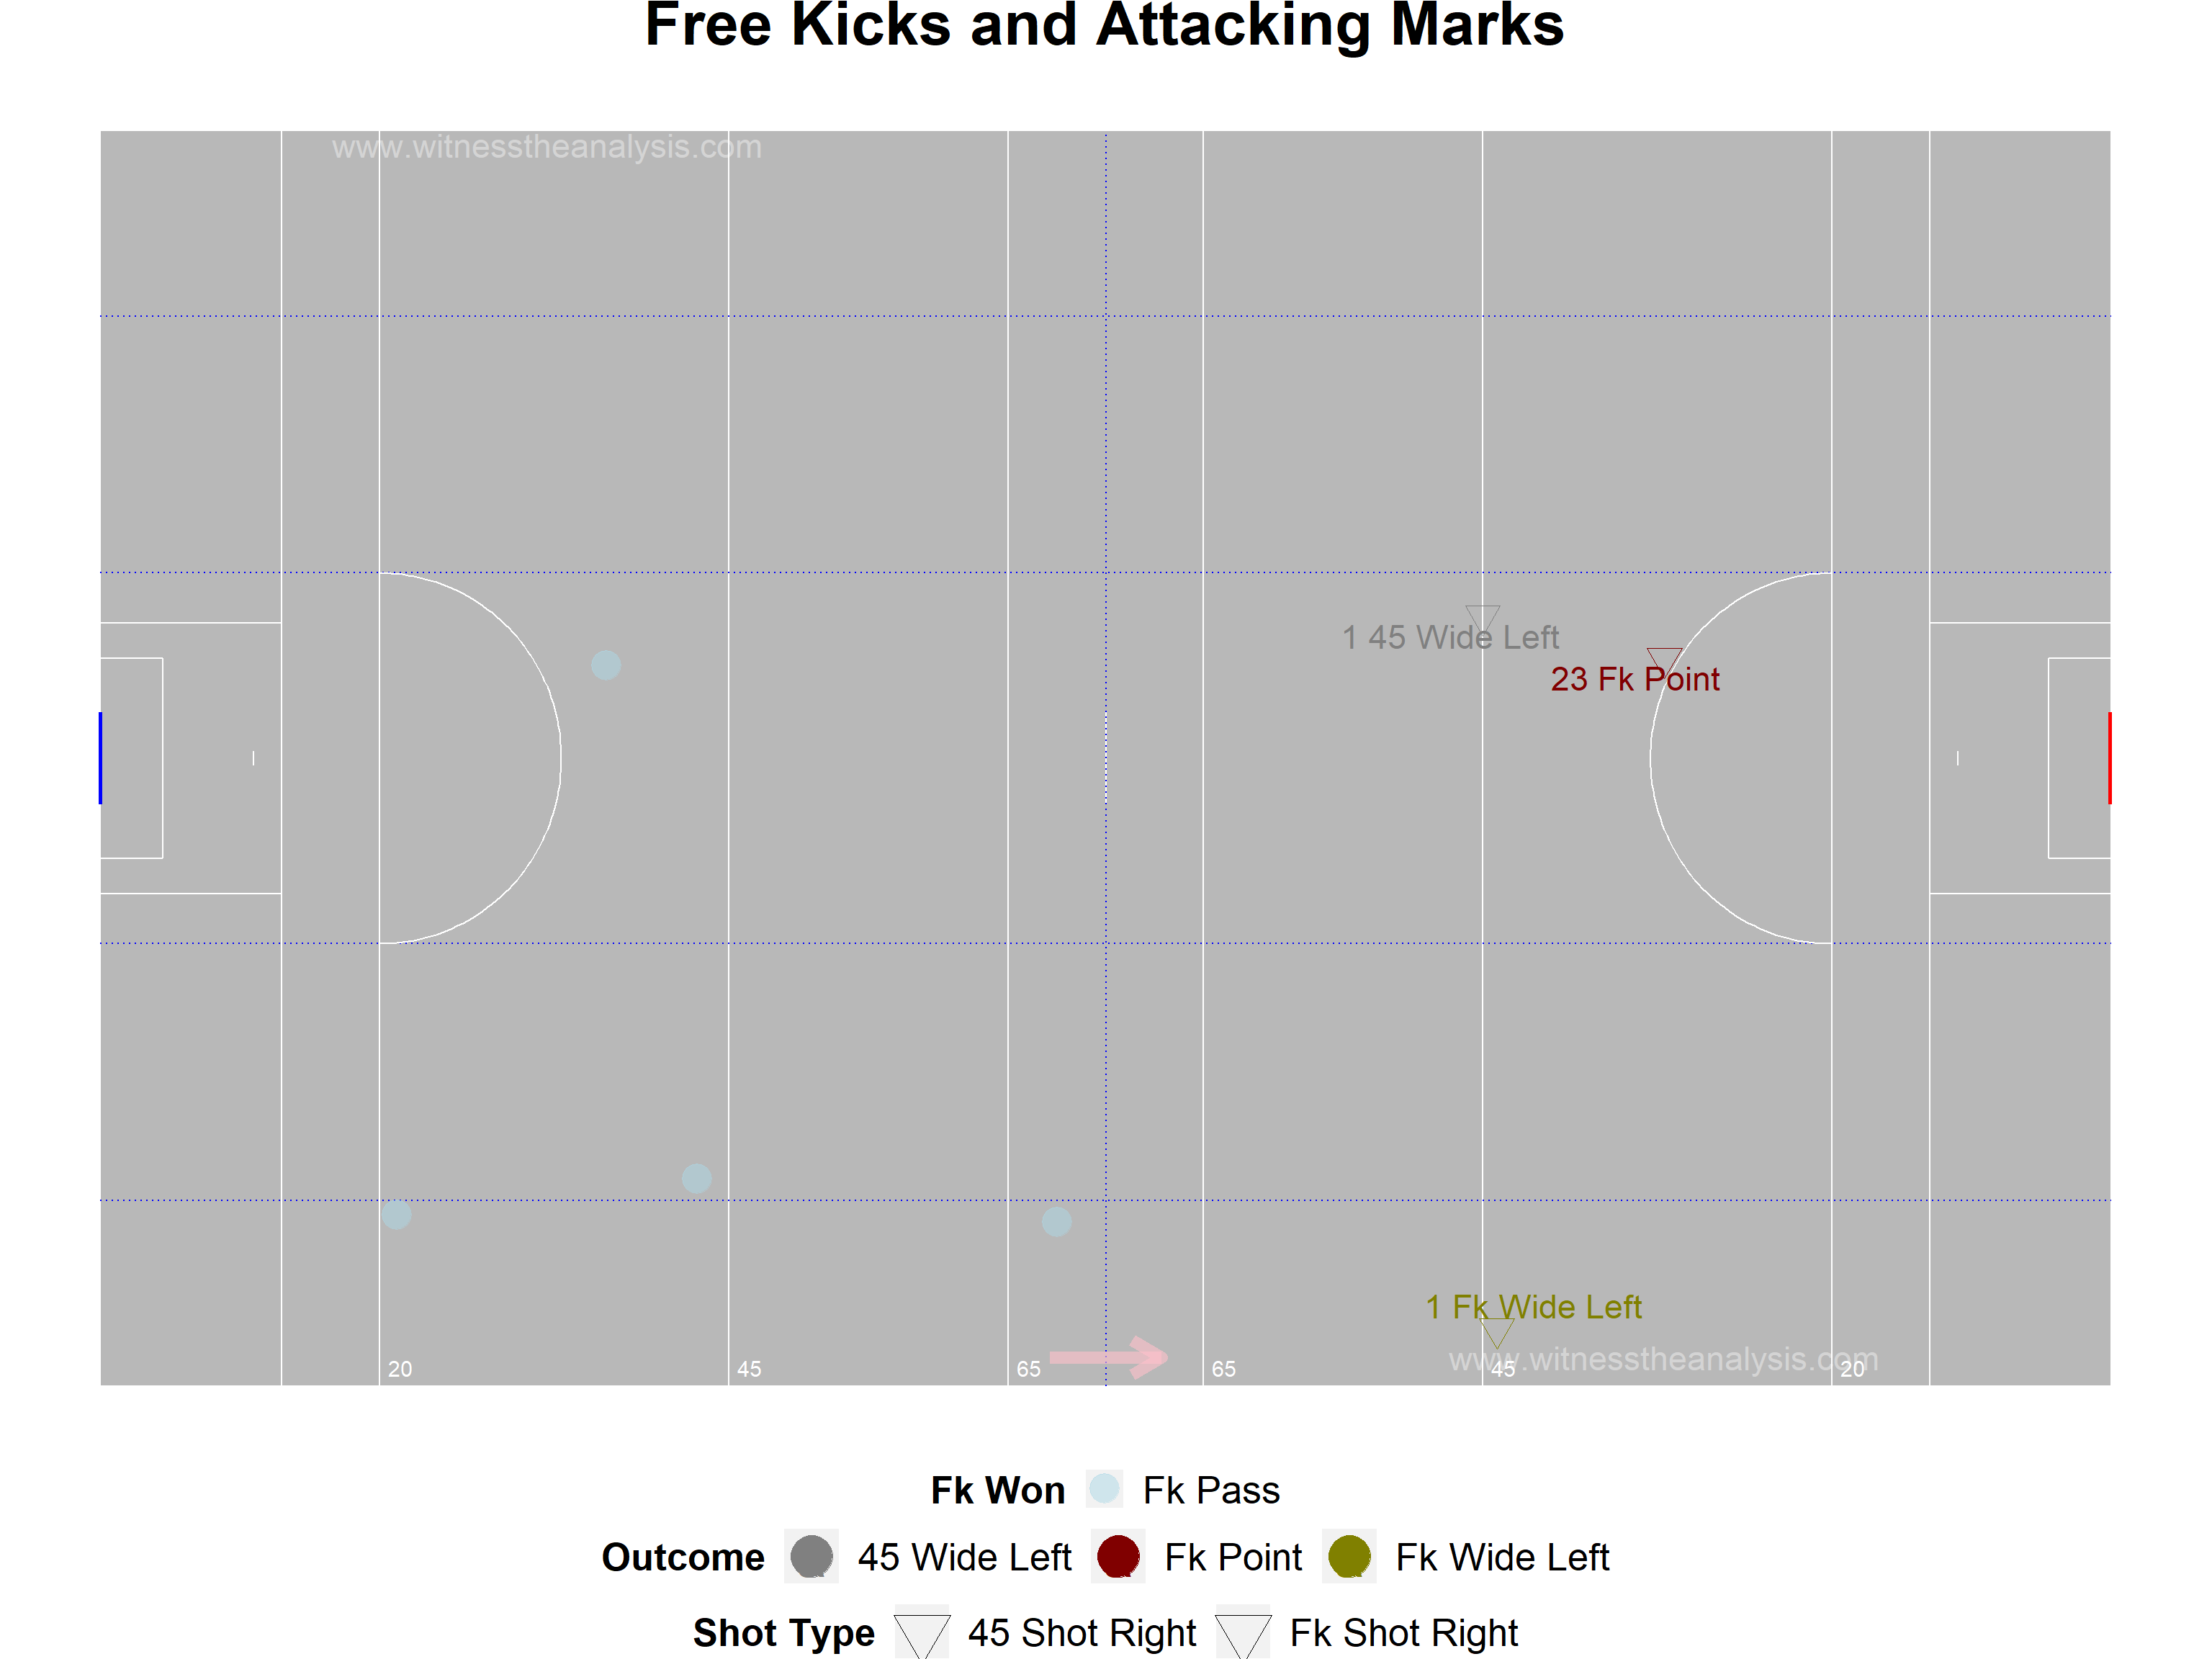 Free Kicks and Attacking Marks
www.witnesstheanalysis.com
1 45 Wide Left
23 Fk Point
1 Fk Wide Left
www.witnesstheanalysis.com
20 45 65 65 45 20
Fk Won Fk Pass
Outcome 45 Wide Left Fk Point Fk Wide Left
Shot Type 45 Shot Right Fk Shot Right